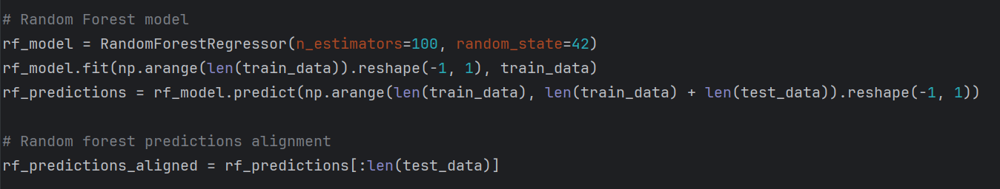 # Random Forest model
rf_model = RandomForestRegressor(n_estimators=100, random_state=42)
rf_model.fit(np.arange(len(train_data)).reshape(-1, 1), train_data)
rf_predictions = rf_model.predict(np.arange(len(train_data), len(train_data) + len(test_data)).reshape(-1, 1))
# Random forest predictions alignment
rf_predictions_aligned = rf_predictions[:len(test_data)]